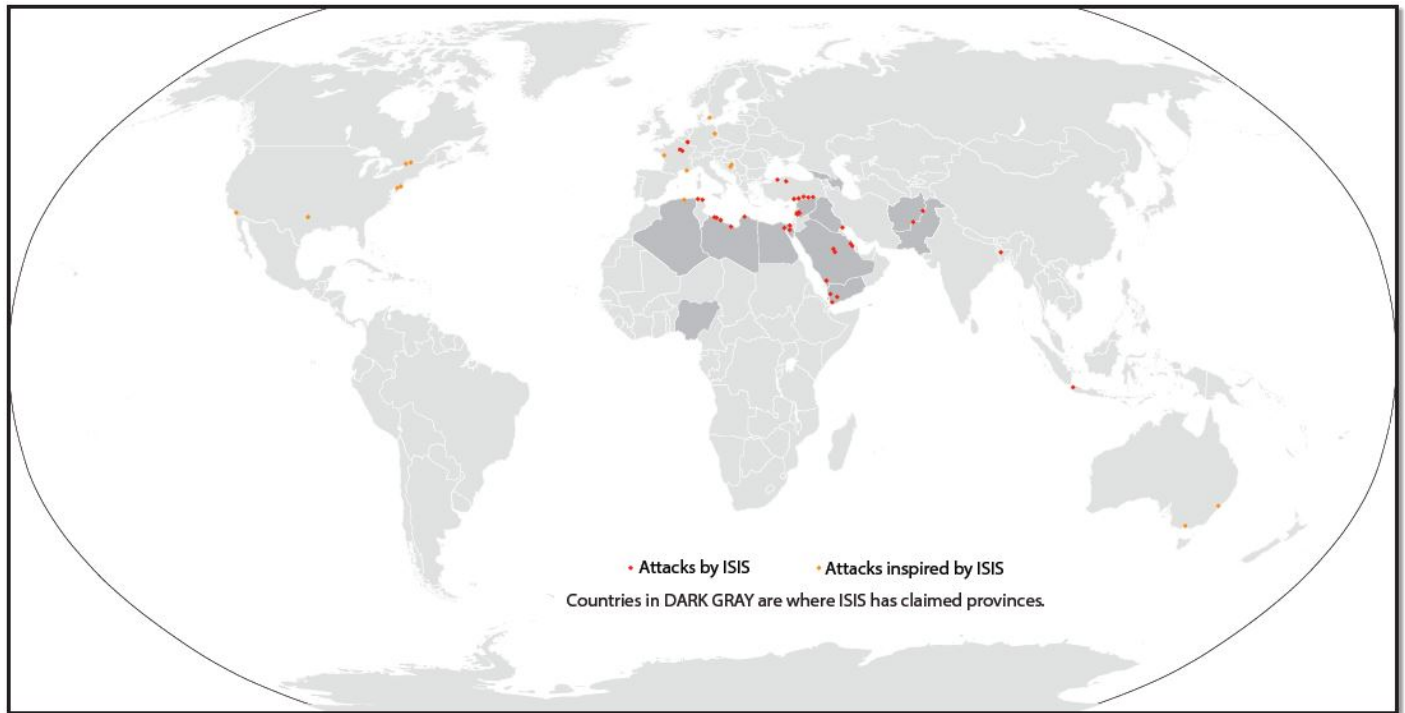 Attacks by ISIS
Attacks inspired by ISIS
Countries in DARK GRAY are where ISIS has claimed provinces.